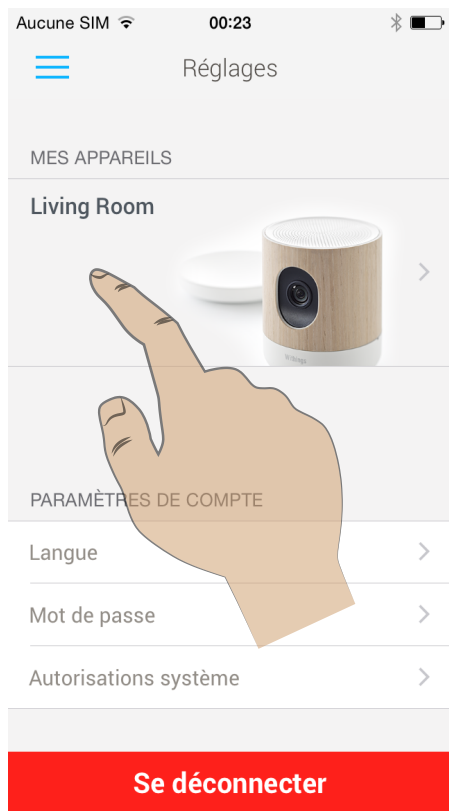 Aucune SIM 00:23
Réglages
MES APPAREILS
Living Room
Withings
PARAMÈTRES DE COMPTE
Langue
Mot de passe
Autorisations système
Se déconnecter